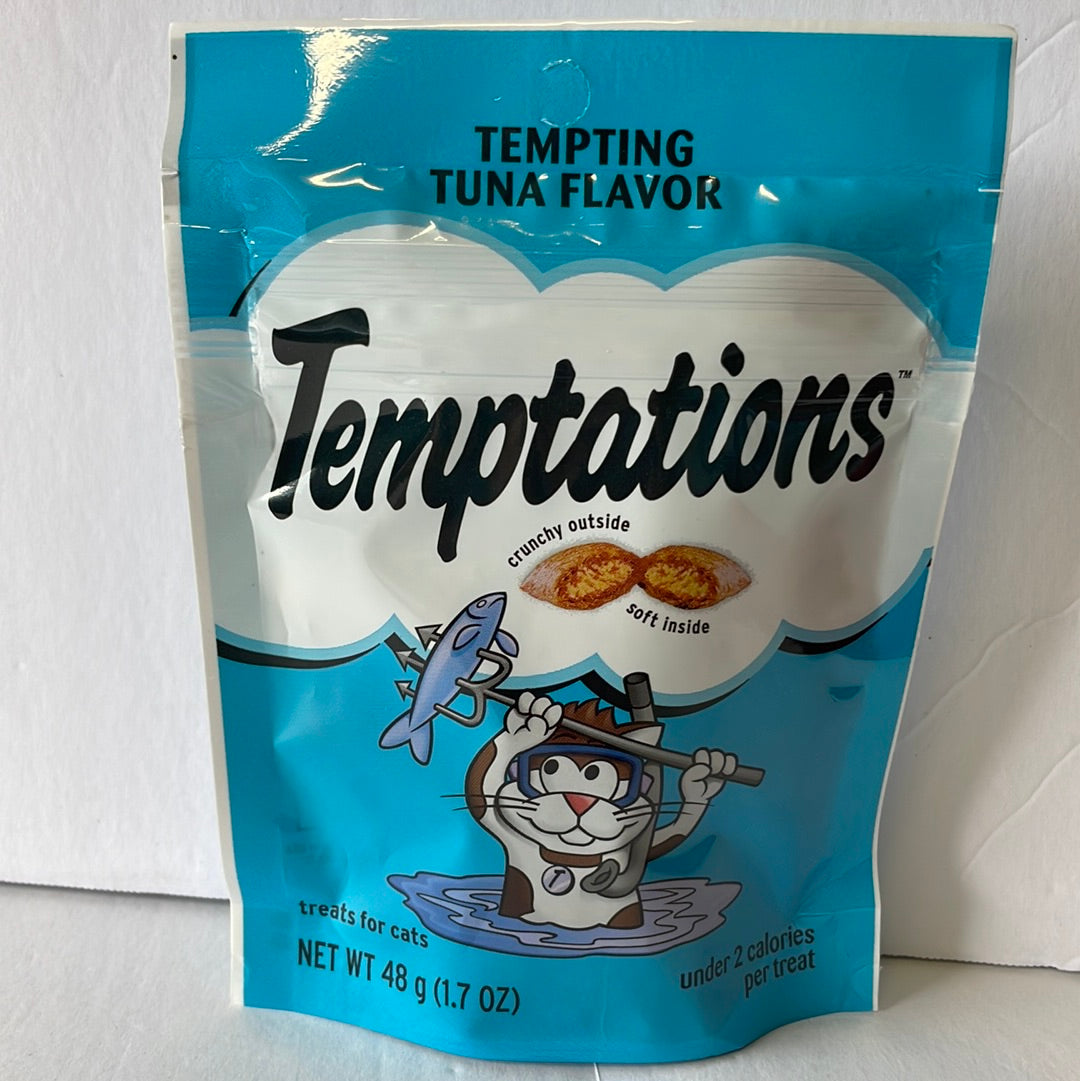 TEMPTING
TUNA FLAVOR
Temptations™
crunchy outside
soft inside
T
treats for cats
NET WT 48 g (1.7 OZ)
under 2 calories
per treat